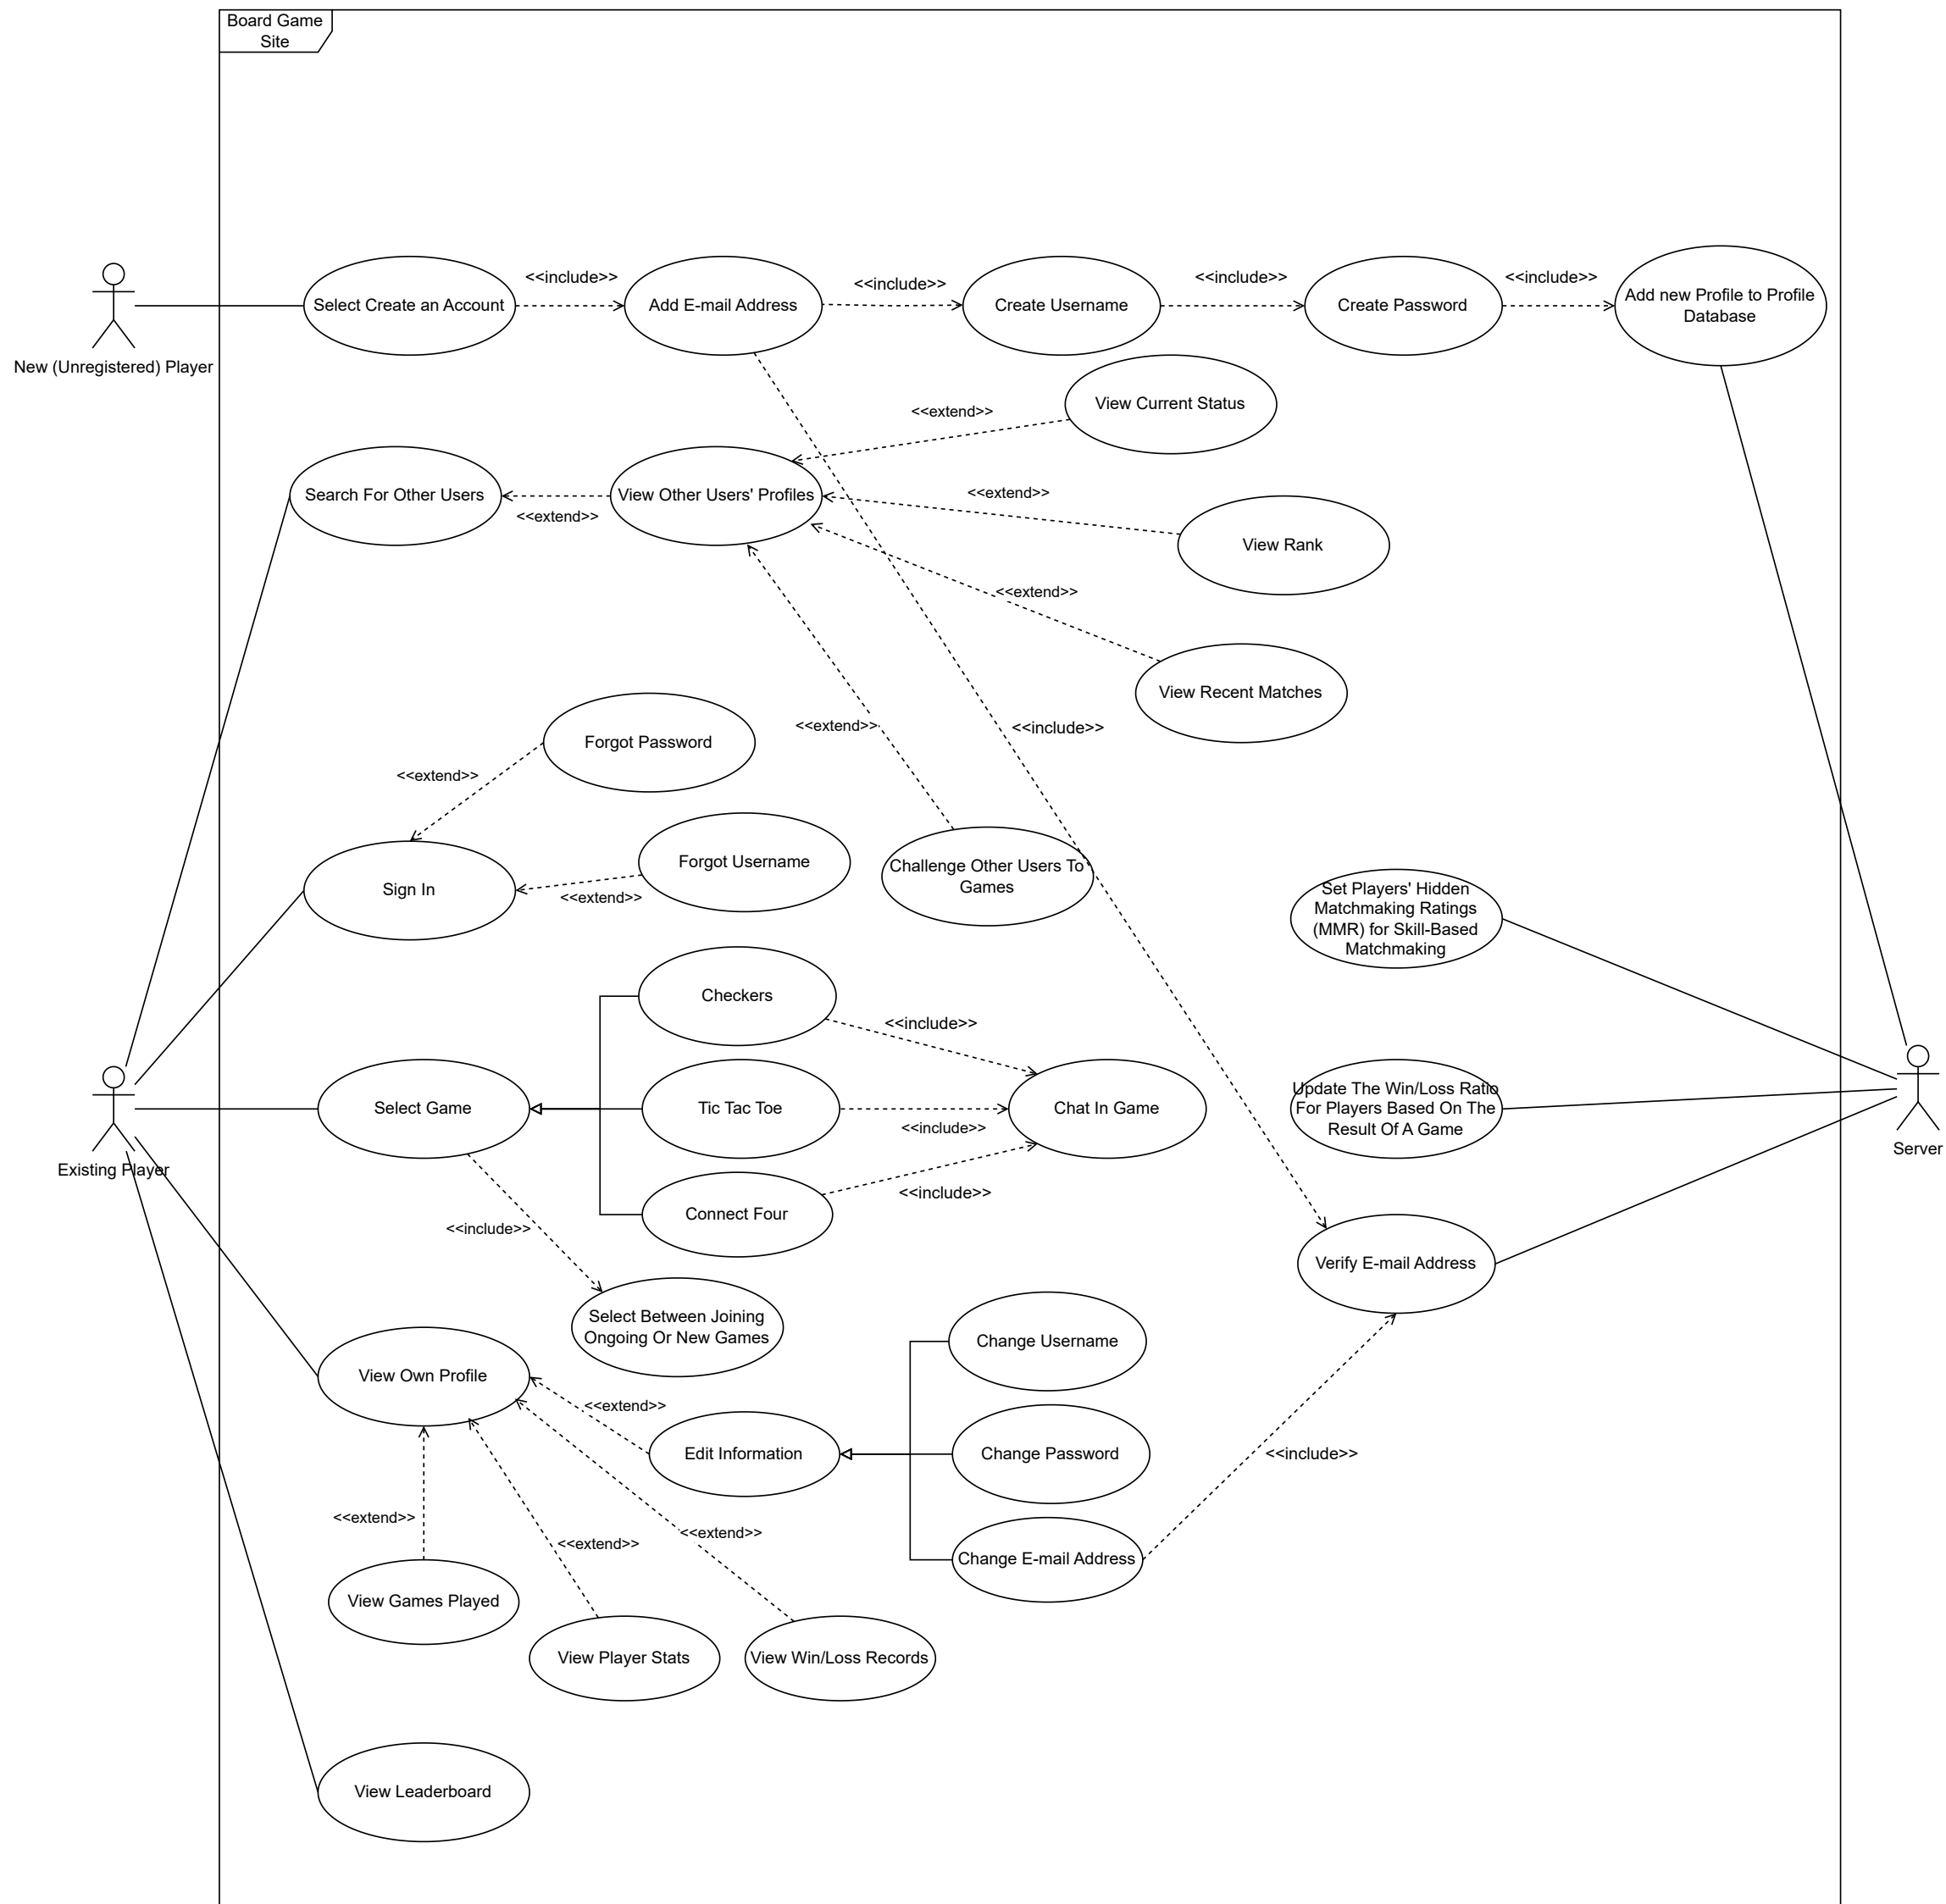 Board Game
Site
<<include>>
<<include>>
<<include>>
<<include>>
Select Create an Account
Add E-mail Address
Create Username
Create Password
Add new Profile to Profile
Database
New (Unregistered) Player
View Current Status
<<extend>>
Search For Other Users
View Other Users' Profiles
<<extend>>
<<extend>>
View Rank
<<extend>>
View Recent Matches
<<extend>>
<<include>>
Forgot Password
<<extend>>
Forgot Username
Sign In
<<extend>>
Challenge Other Users To
Games
Set Players' Hidden
Matchmaking Ratings
(MMR) for Skill-Based
Matchmaking
Checkers
<<include>>
Select Game
Tic Tac Toe
Chat In Game
<<include>>
Update The Win/Loss Ratio
For Players Based On The
Result Of A Game
Server
Existing Player
Connect Four
<<include>>
<<include>>
Verify E-mail Address
Select Between Joining
Ongoing Or New Games
Change Username
View Own Profile
<<extend>>
Edit Information
Change Password
<<include>>
<<extend>>
<<extend>>
<<extend>>
Change E-mail Address
View Games Played
View Player Stats
View Win/Loss Records
View Leaderboard